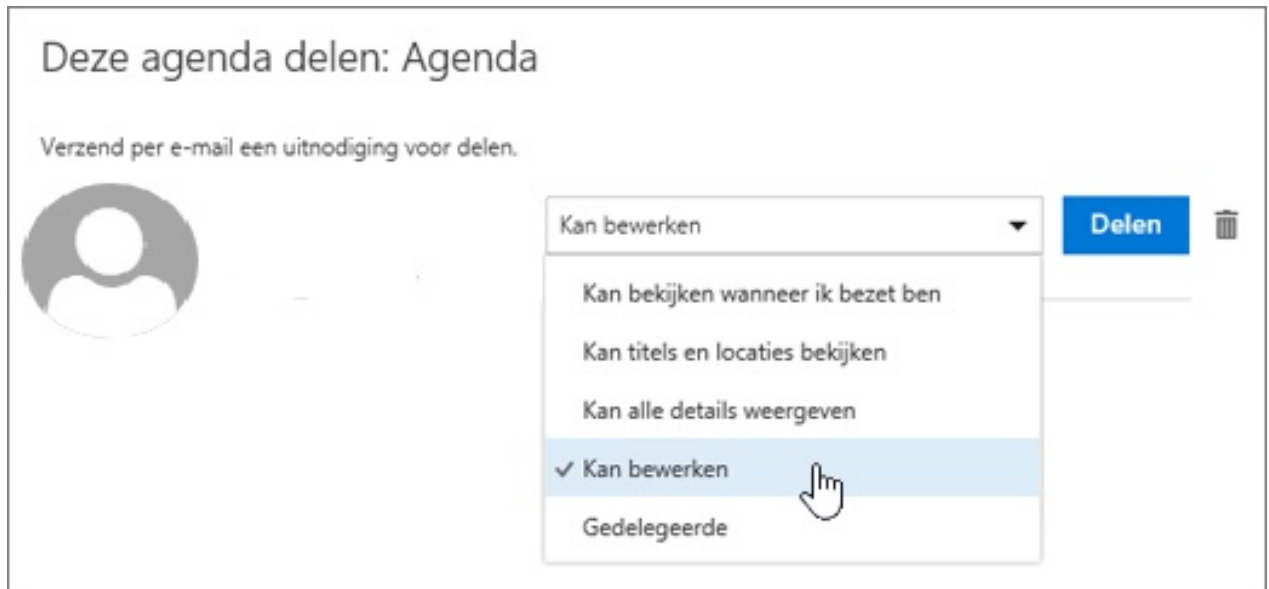 Deze agenda delen: Agenda
Verzend per e-mail een uitnodiging voor delen.
Kan bewerken
Delen
Kan bekijken wanneer ik bezet ben
Kan titels en locaties bekijken
Kan alle details weergeven
Kan bewerken
Gedelegeerde